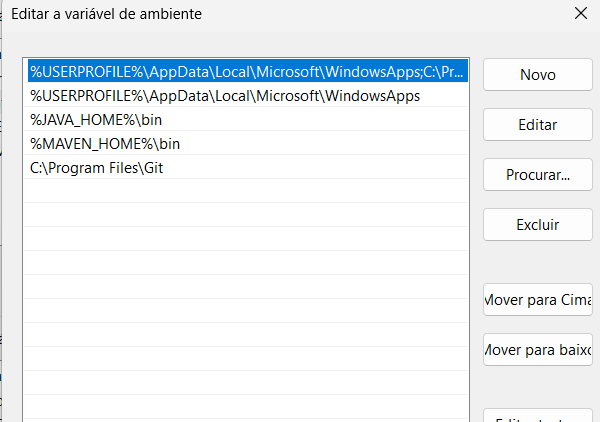 Editar a variável de ambiente
%USERPROFILE%\AppData\Local\Microsoft\WindowsApps;C:\Pr...
%USERPROFILE%\AppData\Local\Microsoft\WindowsApps
%JAVA_HOME%\bin
%MAVEN_HOME%\bin
C:\Program Files\Git
Novo
Editar
Procurar...
Excluir
Mover para Cima
Mover para baixo